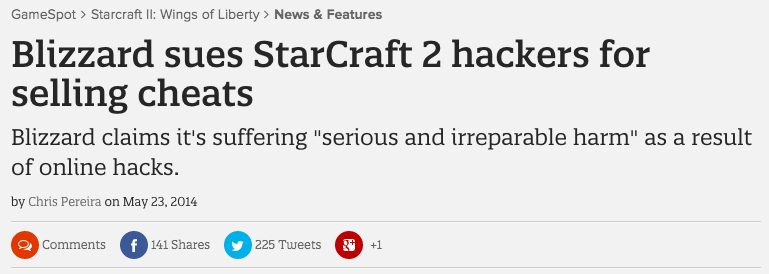 GameSpot > Starcraft II: Wings of Liberty > News & Features
Blizzard sues StarCraft 2 hackers for
selling cheats
Blizzard claims it's suffering "serious and irreparable harm" as a result
of online hacks.
by Chris Pereira on May 23, 2014
Comments f 141 Shares 225 Tweets g+ +1